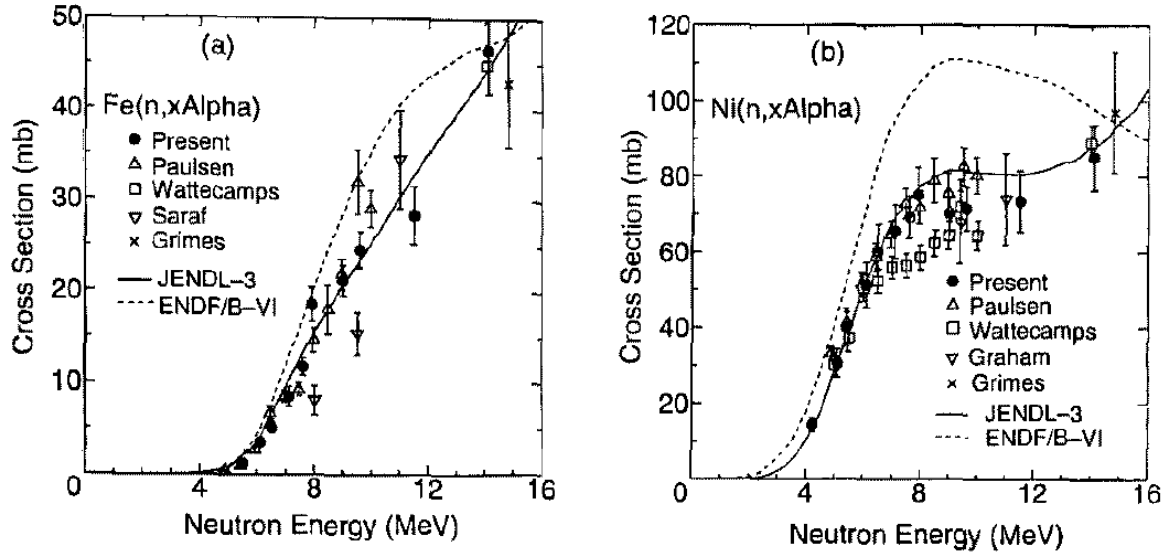 (a)
Fe(n,xAlpha)
Present
Paulsen
Wattecamps
Saraf
Grimes
JENDL-3
ENDF/B-VI
50
40
30
20
10
0
4
8
12
16
Cross Section (mb)
Neutron Energy (MeV)
(b)
Ni(n,xAlpha)
Present
Paulsen
Wattecamps
Graham
Grimes
JENDL-3
ENDF/B-VI
120
100
80
60
40
20
0
0
4
8
12
16
Cross Section (mb)
Neutron Energy (MeV)